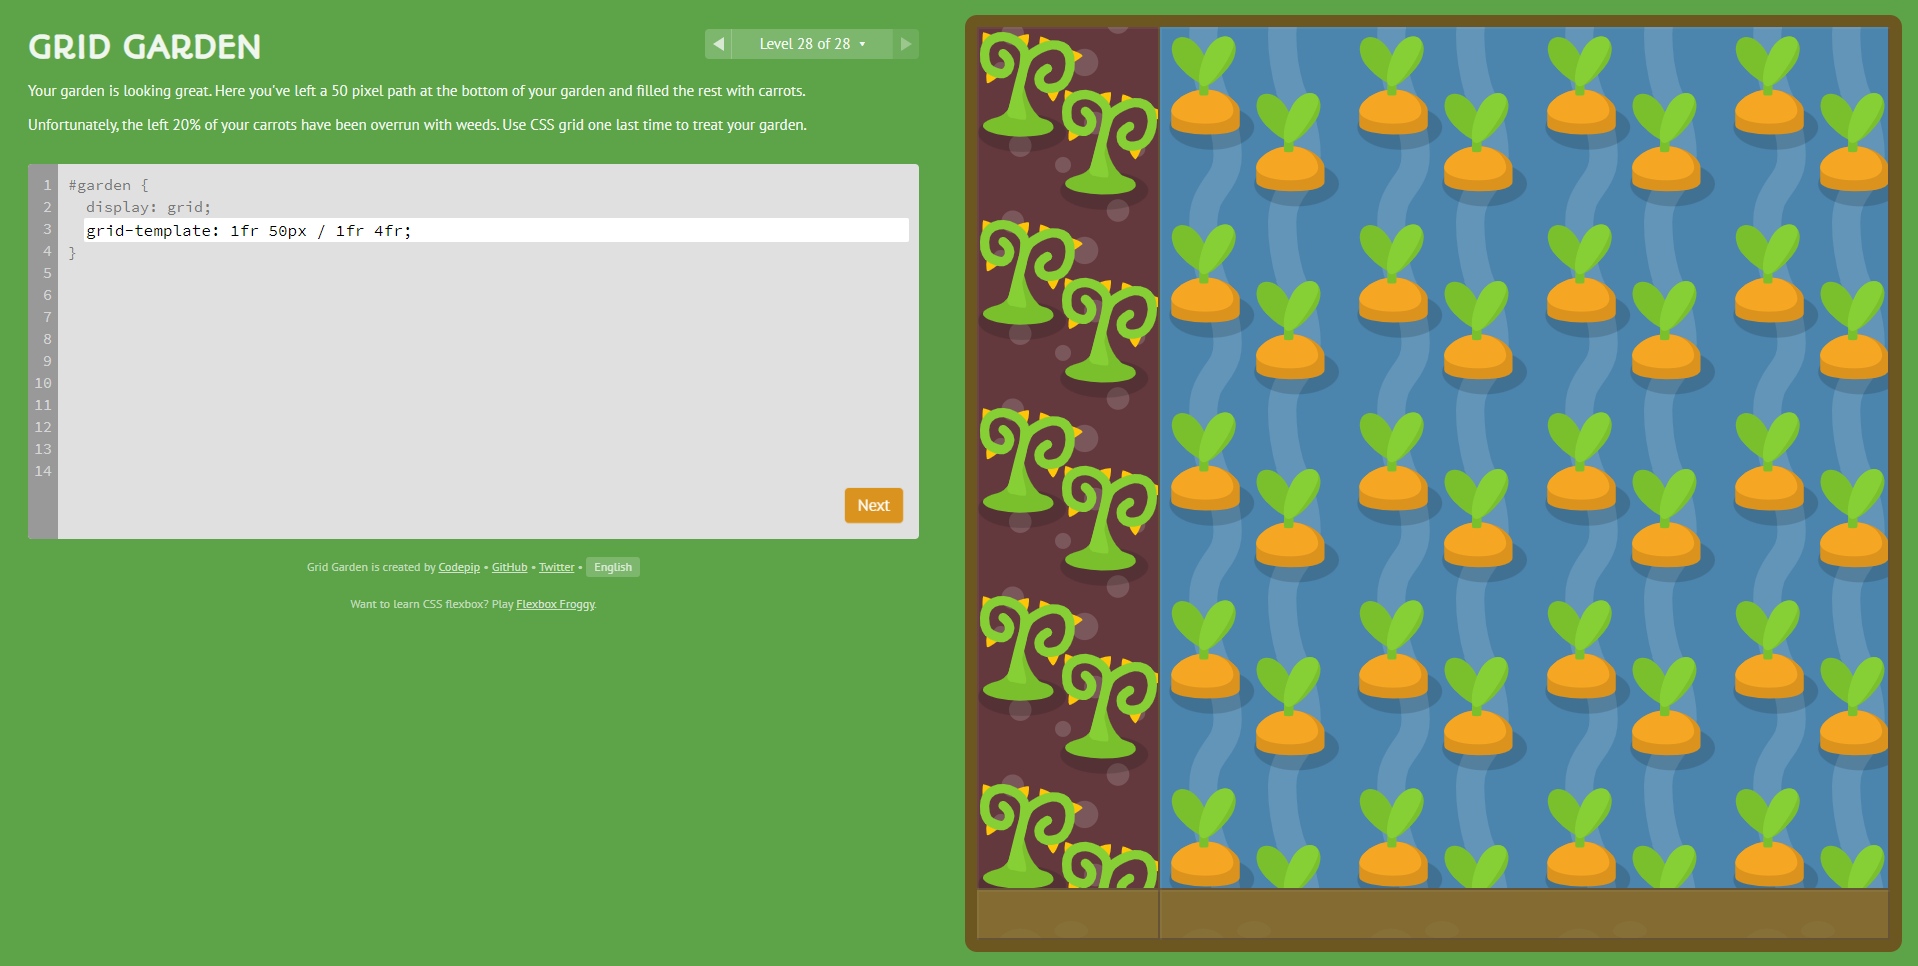 GRID GARDEN
◀ Level 28 of 28 ▾ ▶
Your garden is looking great. Here you've left a 50 pixel path at the bottom of your garden and filled the rest with carrots.
Unfortunately, the left 20% of your carrots have been overrun with weeds. Use CSS grid one last time to treat your garden.
1 #garden {
2 display: grid;
3 grid-template: 1fr 50px / 1fr 4fr;
4 }
5
6
7
8
9
10
11
12
13
14
Next
Grid Garden is created by Codepip • GitHub • Twitter • English
Want to learn CSS flexbox? Play Flexbox Froggy.